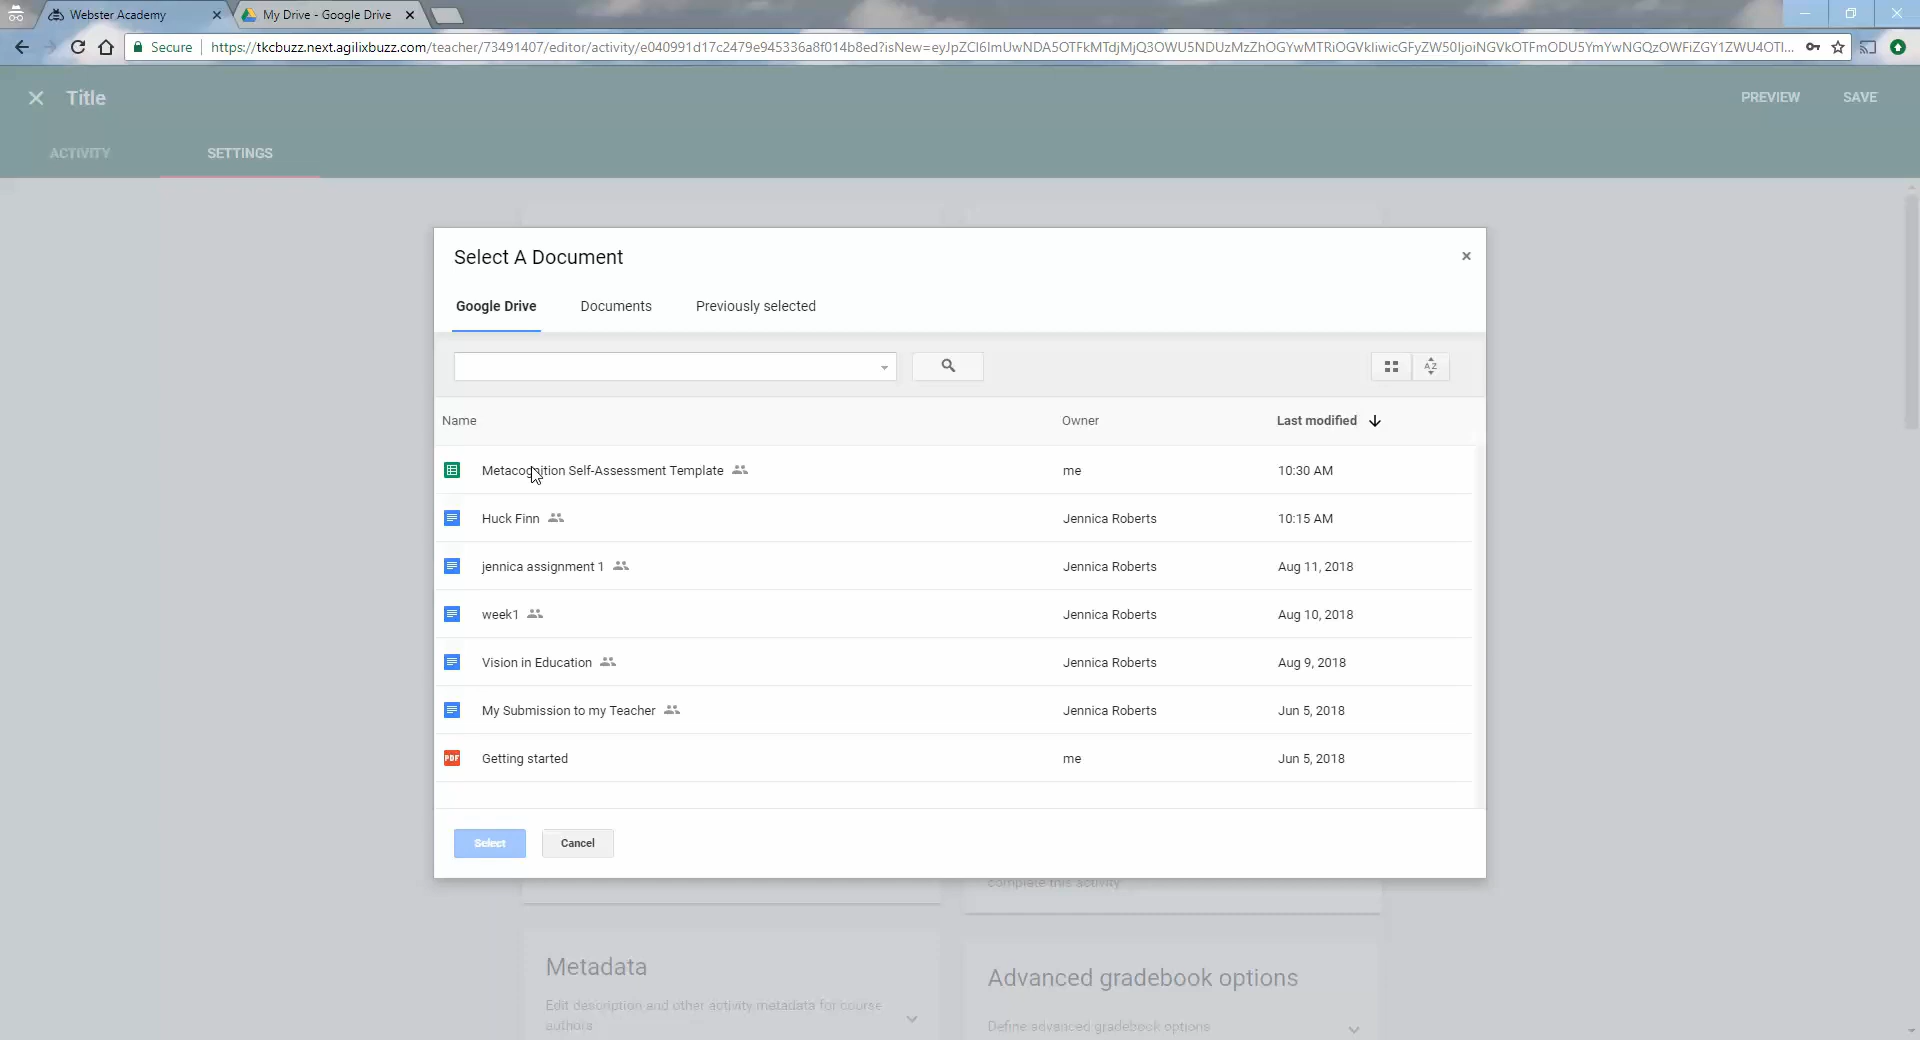 Webster Academy
My Drive - Google Drive
Secure
https://tkcbuzz.next.agilixbuzz.com/teacher/73491407/editor/activity/e040991d17c2479e945336a8f014b8ed?isNew=
Title
PREVIEW
SAVE
ACTIVITY
SETTINGS
Select A Document
Google Drive
Documents
Previously selected
AZ
Name
Owner
Last modified
Metacognition Self-Assessment Template
me
10:30 AM
Huck Finn
Jennica Roberts
10:15 AM
jennica assignment 1
Jennica Roberts
Aug 11, 2018
week1
Jennica Roberts
Aug 10, 2018
Vision in Education
Jennica Roberts
Aug 9, 2018
My Submission to my Teacher
Jennica Roberts
Jun 5, 2018
PDF
Getting started
me
Jun 5, 2018
Select
Cancel
complete this activity
Metadata
Edit description and other activity metadata for course
authors
Advanced gradebook options
Define advanced gradebook options